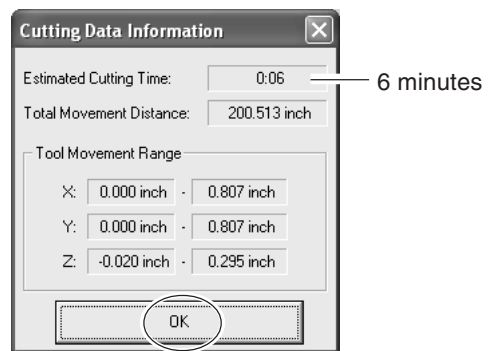 Cutting Data Information
Estimated Cutting Time: 0:06 6 minutes
Total Movement Distance: 200.513 inch
Tool Movement Range
X: 0.000 inch - 0.807 inch
Y: 0.000 inch - 0.807 inch
Z: -0.020 inch - 0.295 inch
OK